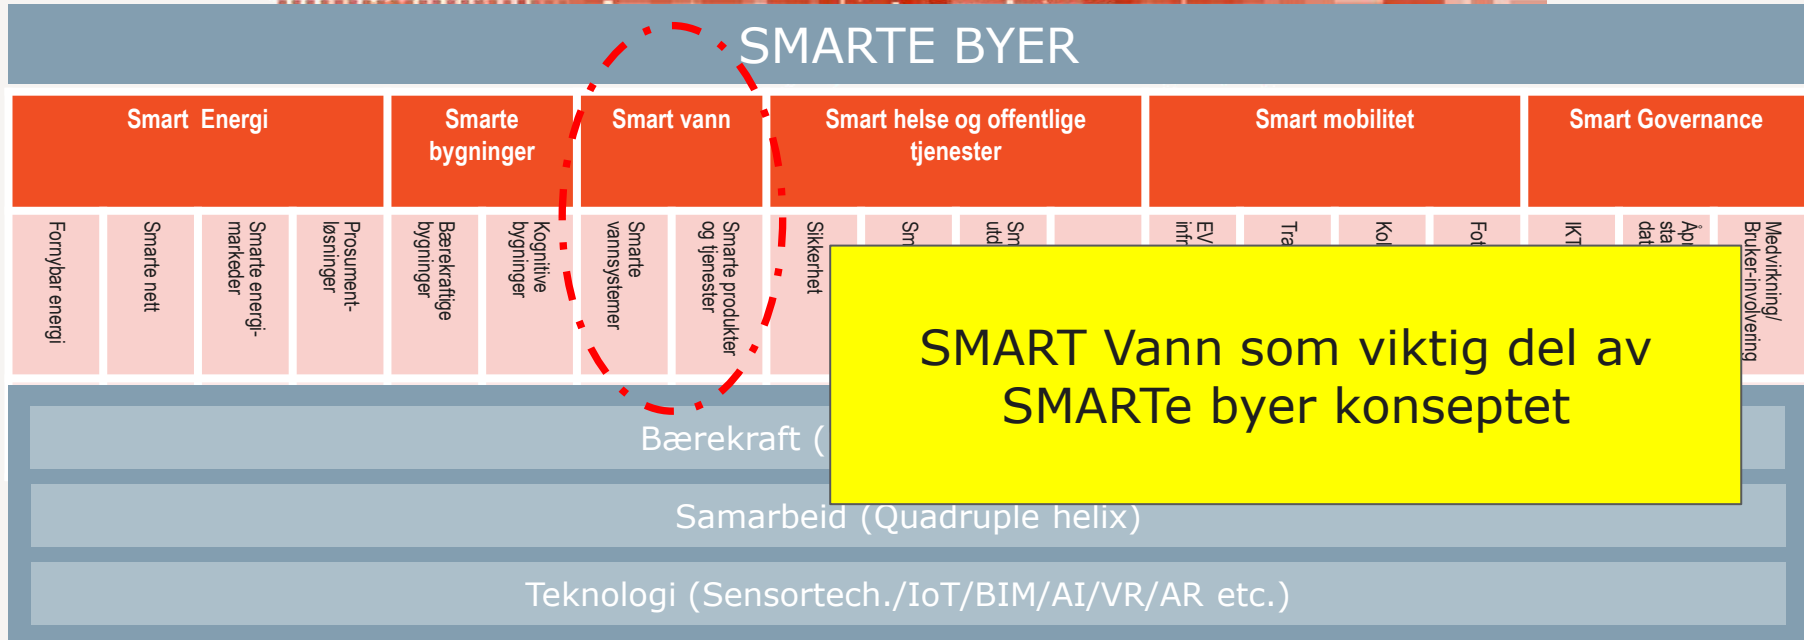 SMARTE BYER
Smart Energi
Smarte
bygninger
Smart vann
Smart helse og offentlige
tjenester
Smart mobilitet
Smart Governance
Fornybar energi
Smarte nett
Smarte energi-
markeder
Prosument-
løsninger
Bærekraftige
bygninger
Kognitive
bygninger
Smarte
vannsystemer
Smarte produkter
og tjenester
Sikkerhet
EV
IKT
Medvirkning/
Bruker-involvering
SMART Vann som viktig del av
SMARTe byer konseptet
Bærekraft (
Samarbeid (Quadruple helix)
Teknologi (Sensortech./IoT/BIM/AI/VR/AR etc.)